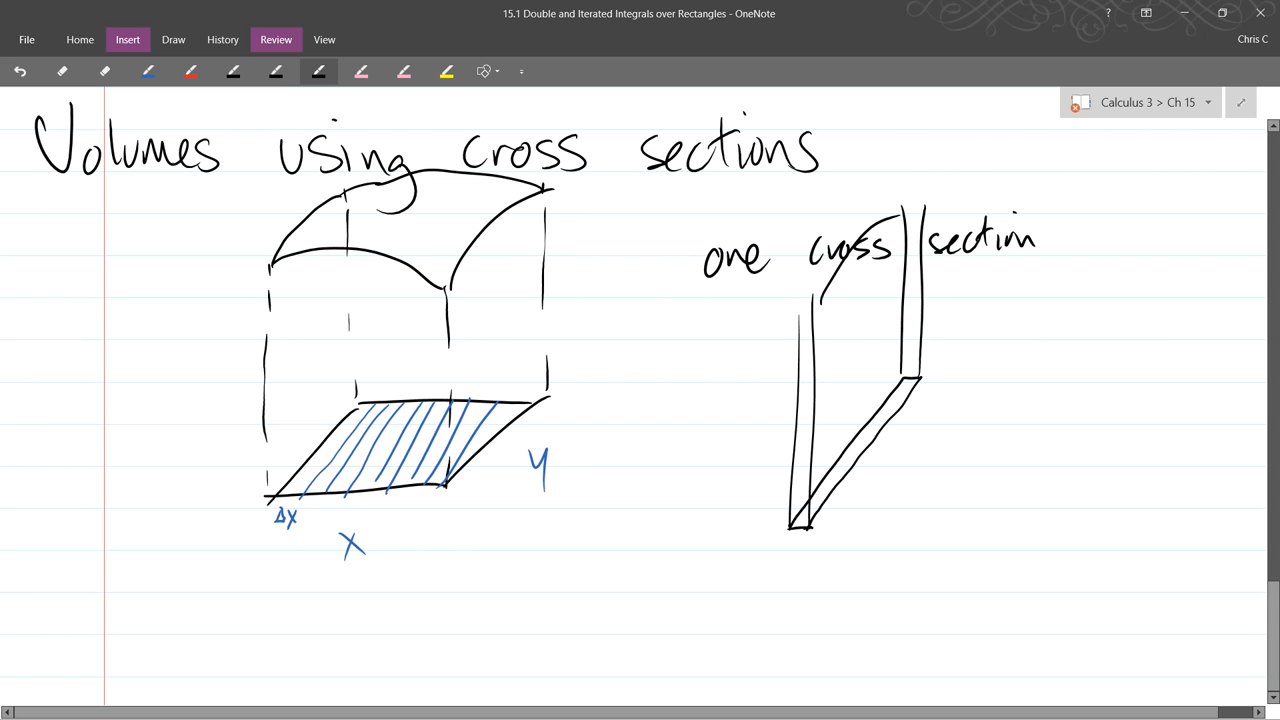 15.1 Double and Iterated Integrals over Rectangles - OneNote
File Home Insert Draw History Review View
Chris C
Calculus 3 > Ch 15
Volumes using cross sections
one cross section
y
Δx
x